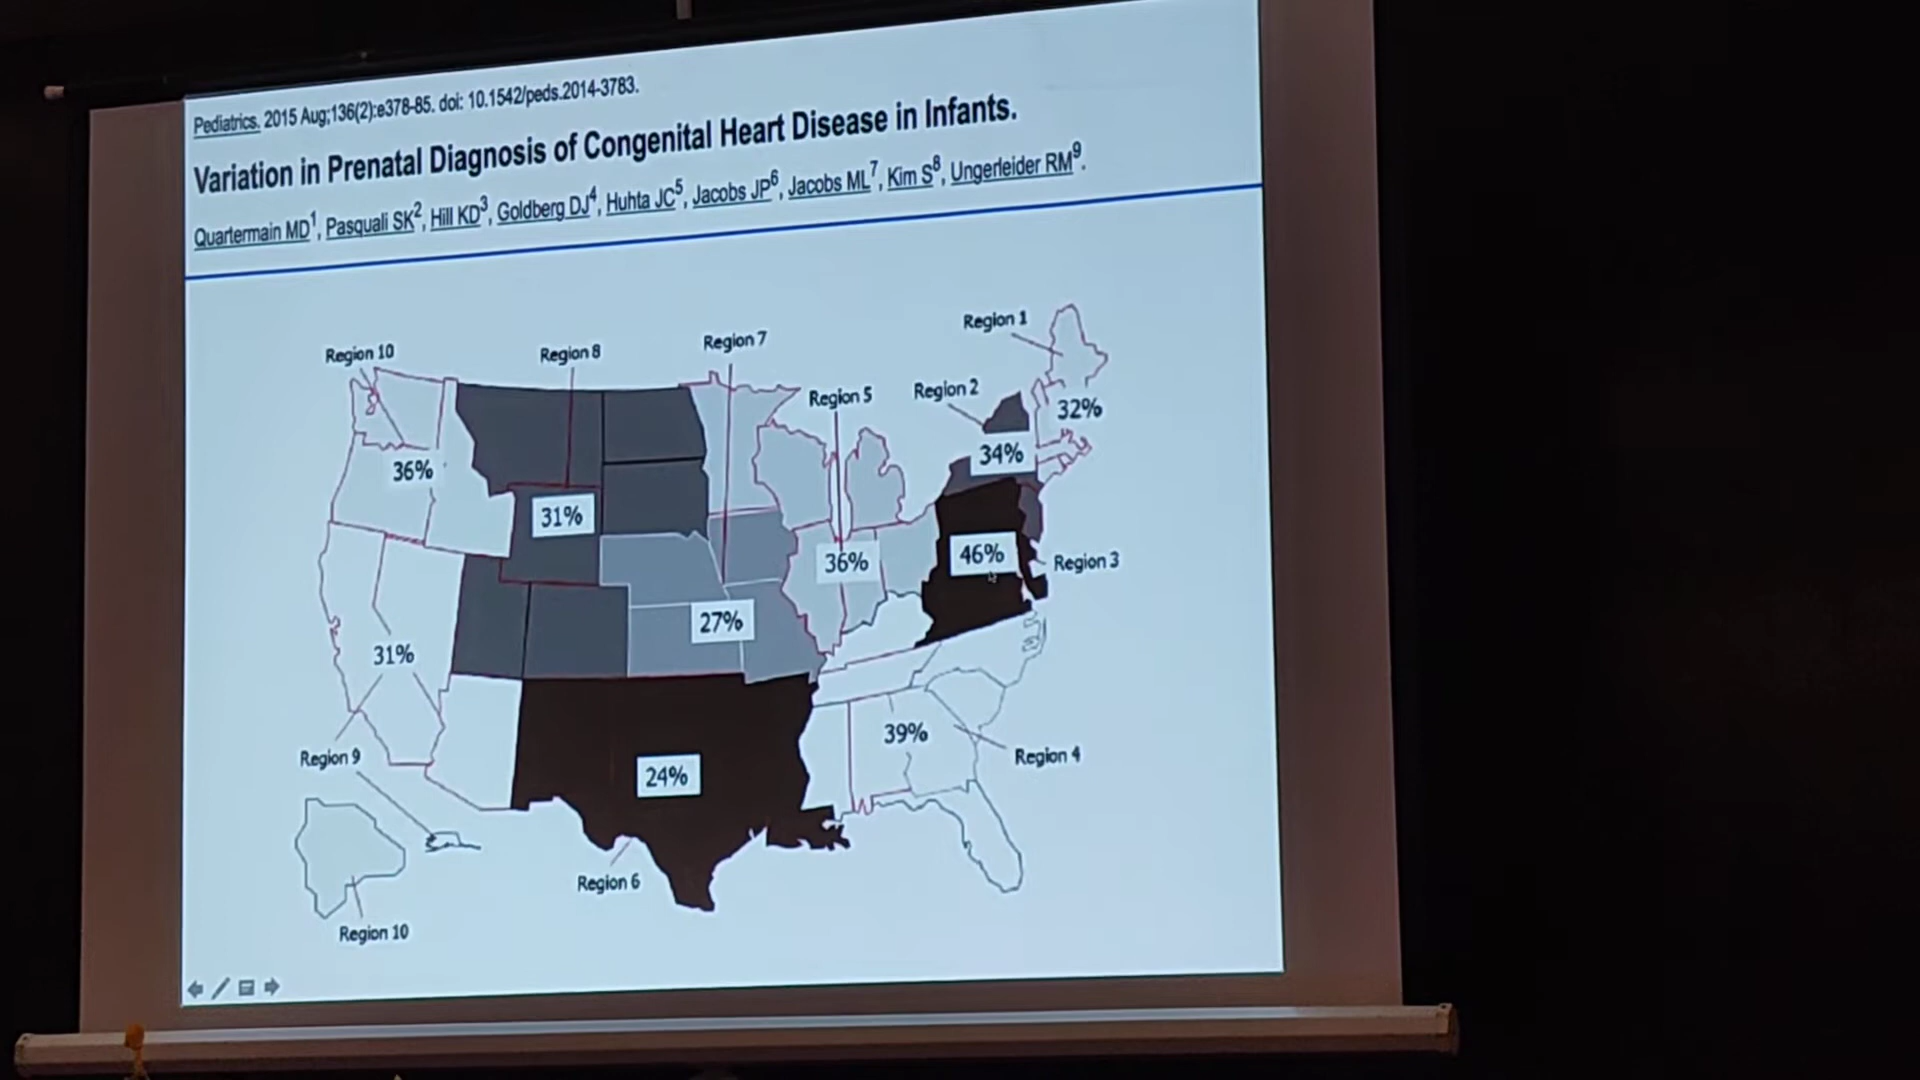 Pediatrics. 2015 Aug;136(2):e378-85. doi: 10.1542/peds.2014-3783.
Variation in Prenatal Diagnosis of Congenital Heart Disease in Infants.
Quartermain MD1, Pasquali SK2, Hill KD3, Goldberg DJ4, Huhta JC5, Jacobs JP6, Jacobs ML7, Kim S8, Ungerleider RM9.
Region 1
Region 7
Region 10
Region 8
Region 2
Region 5
32%
34%
36%
31%
46%
Region 3
36%
27%
31%
39%
Region 4
Region 9
24%
Region 6
Region 10